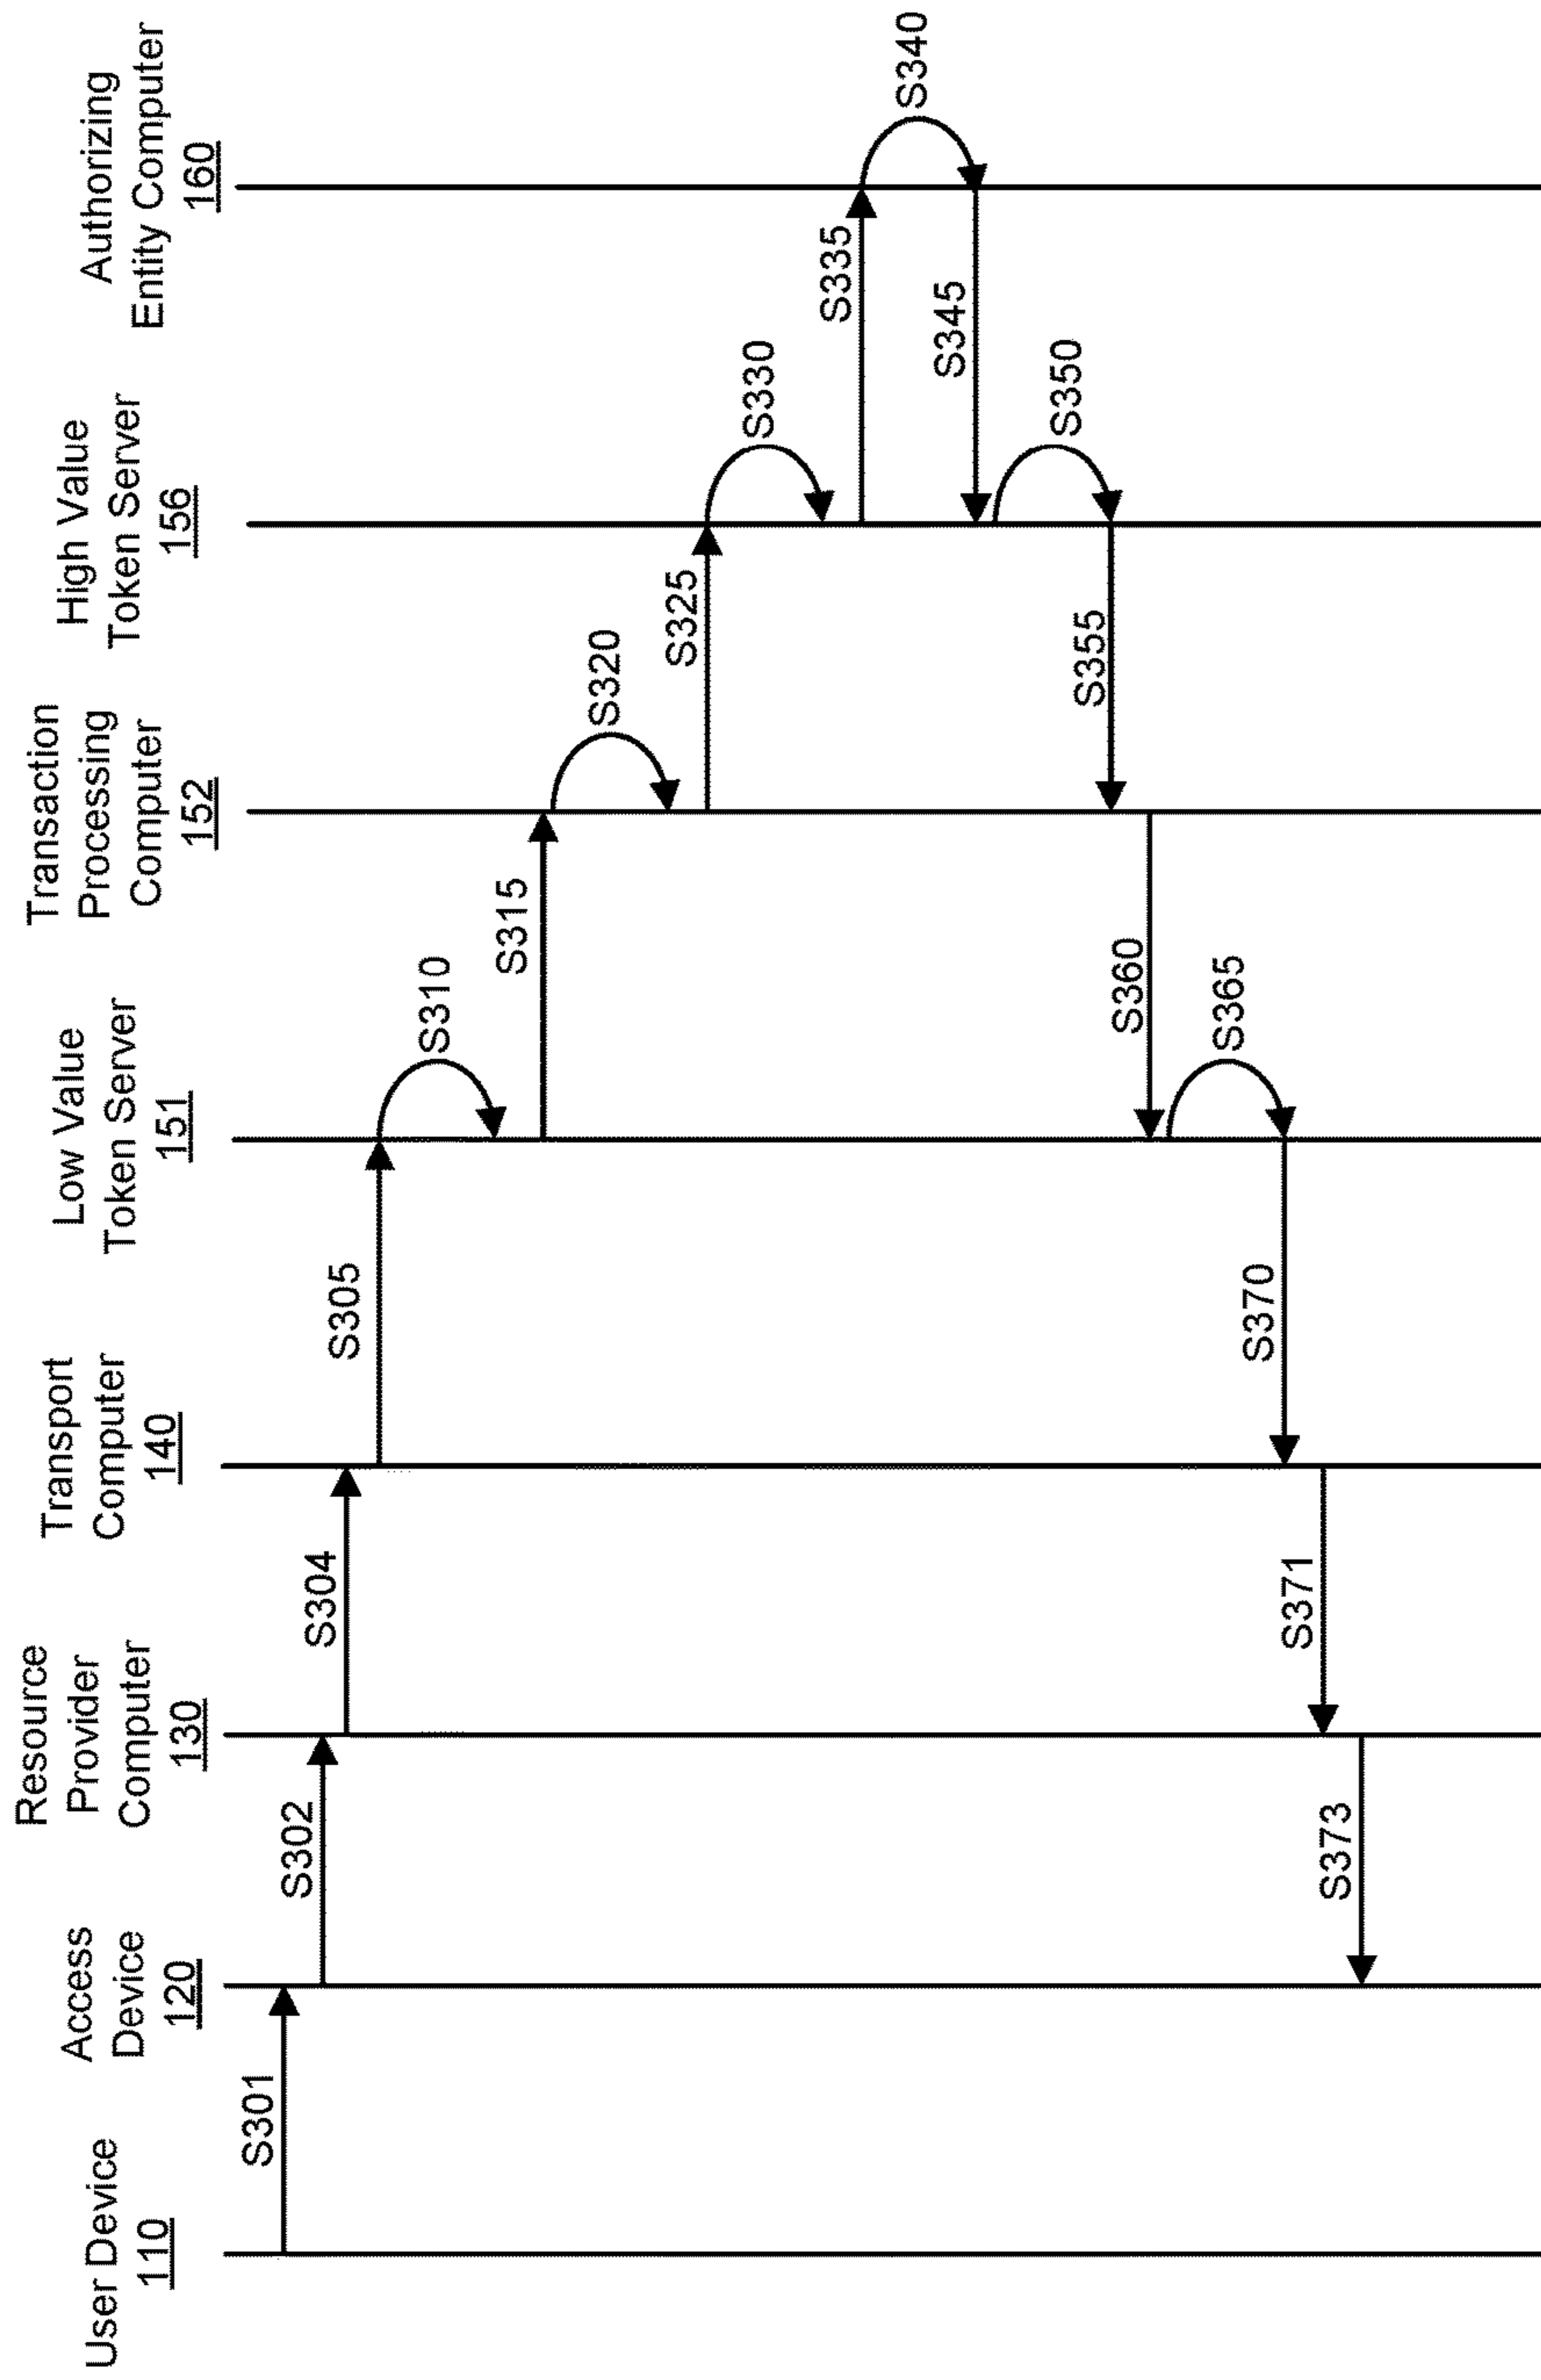 User Device
110
Access
Device
120
Resource
Provider
Computer
130
Transport
Computer
140
Low Value
Token Server
151
Transaction
Processing
Computer
152
High Value
Token Server
156
Authorizing
Entity Computer
160
S301
S302
S304
S305
S310
S315
S320
S325
S330
S335
S340
S345
S350
S355
S360
S365
S370
S371
S373